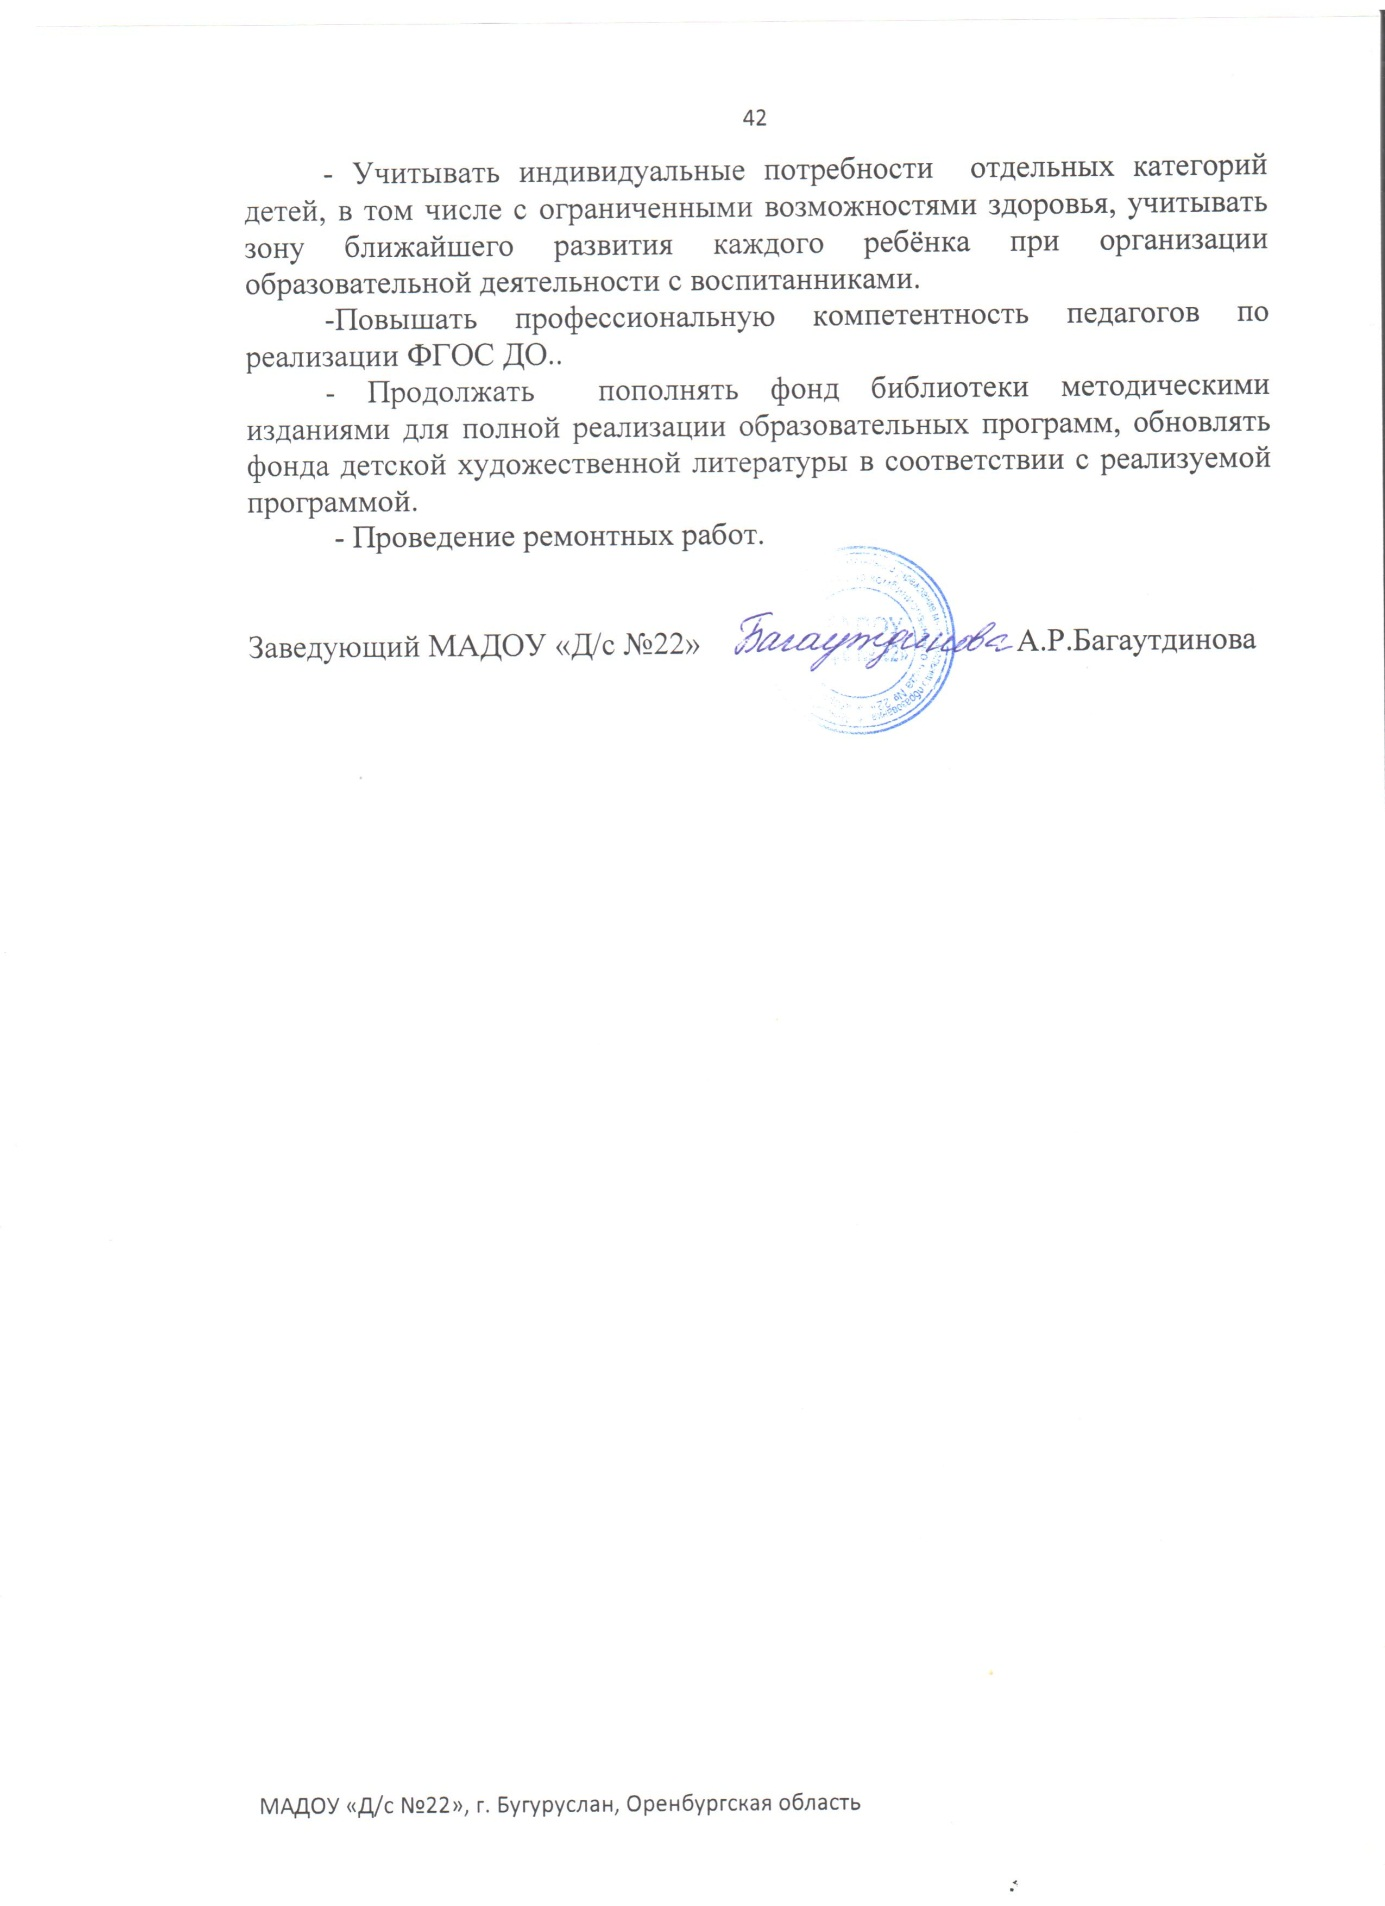 42
- Учитывать индивидуальные потребности отдельных категорий
детей, в том числе с ограниченными возможностями здоровья, учитывать
зону ближайшего развития каждого ребёнка при организации
образовательной деятельности с воспитанниками.
-Повышать профессиональную компетентность педагогов по
реализации ФГОС ДО..
- Продолжать пополнять фонд библиотеки методическими
изданиями для полной реализации образовательных программ, обновлять
фонда детской художественной литературы в соответствии с реализуемой
программой.
- Проведение ремонтных работ.
Заведующий МАДОУ «Д/с №22» Багаутдинова А.Р.Багаутдинова
МАДОУ «Д/с №22», г. Бугуруслан, Оренбургская область